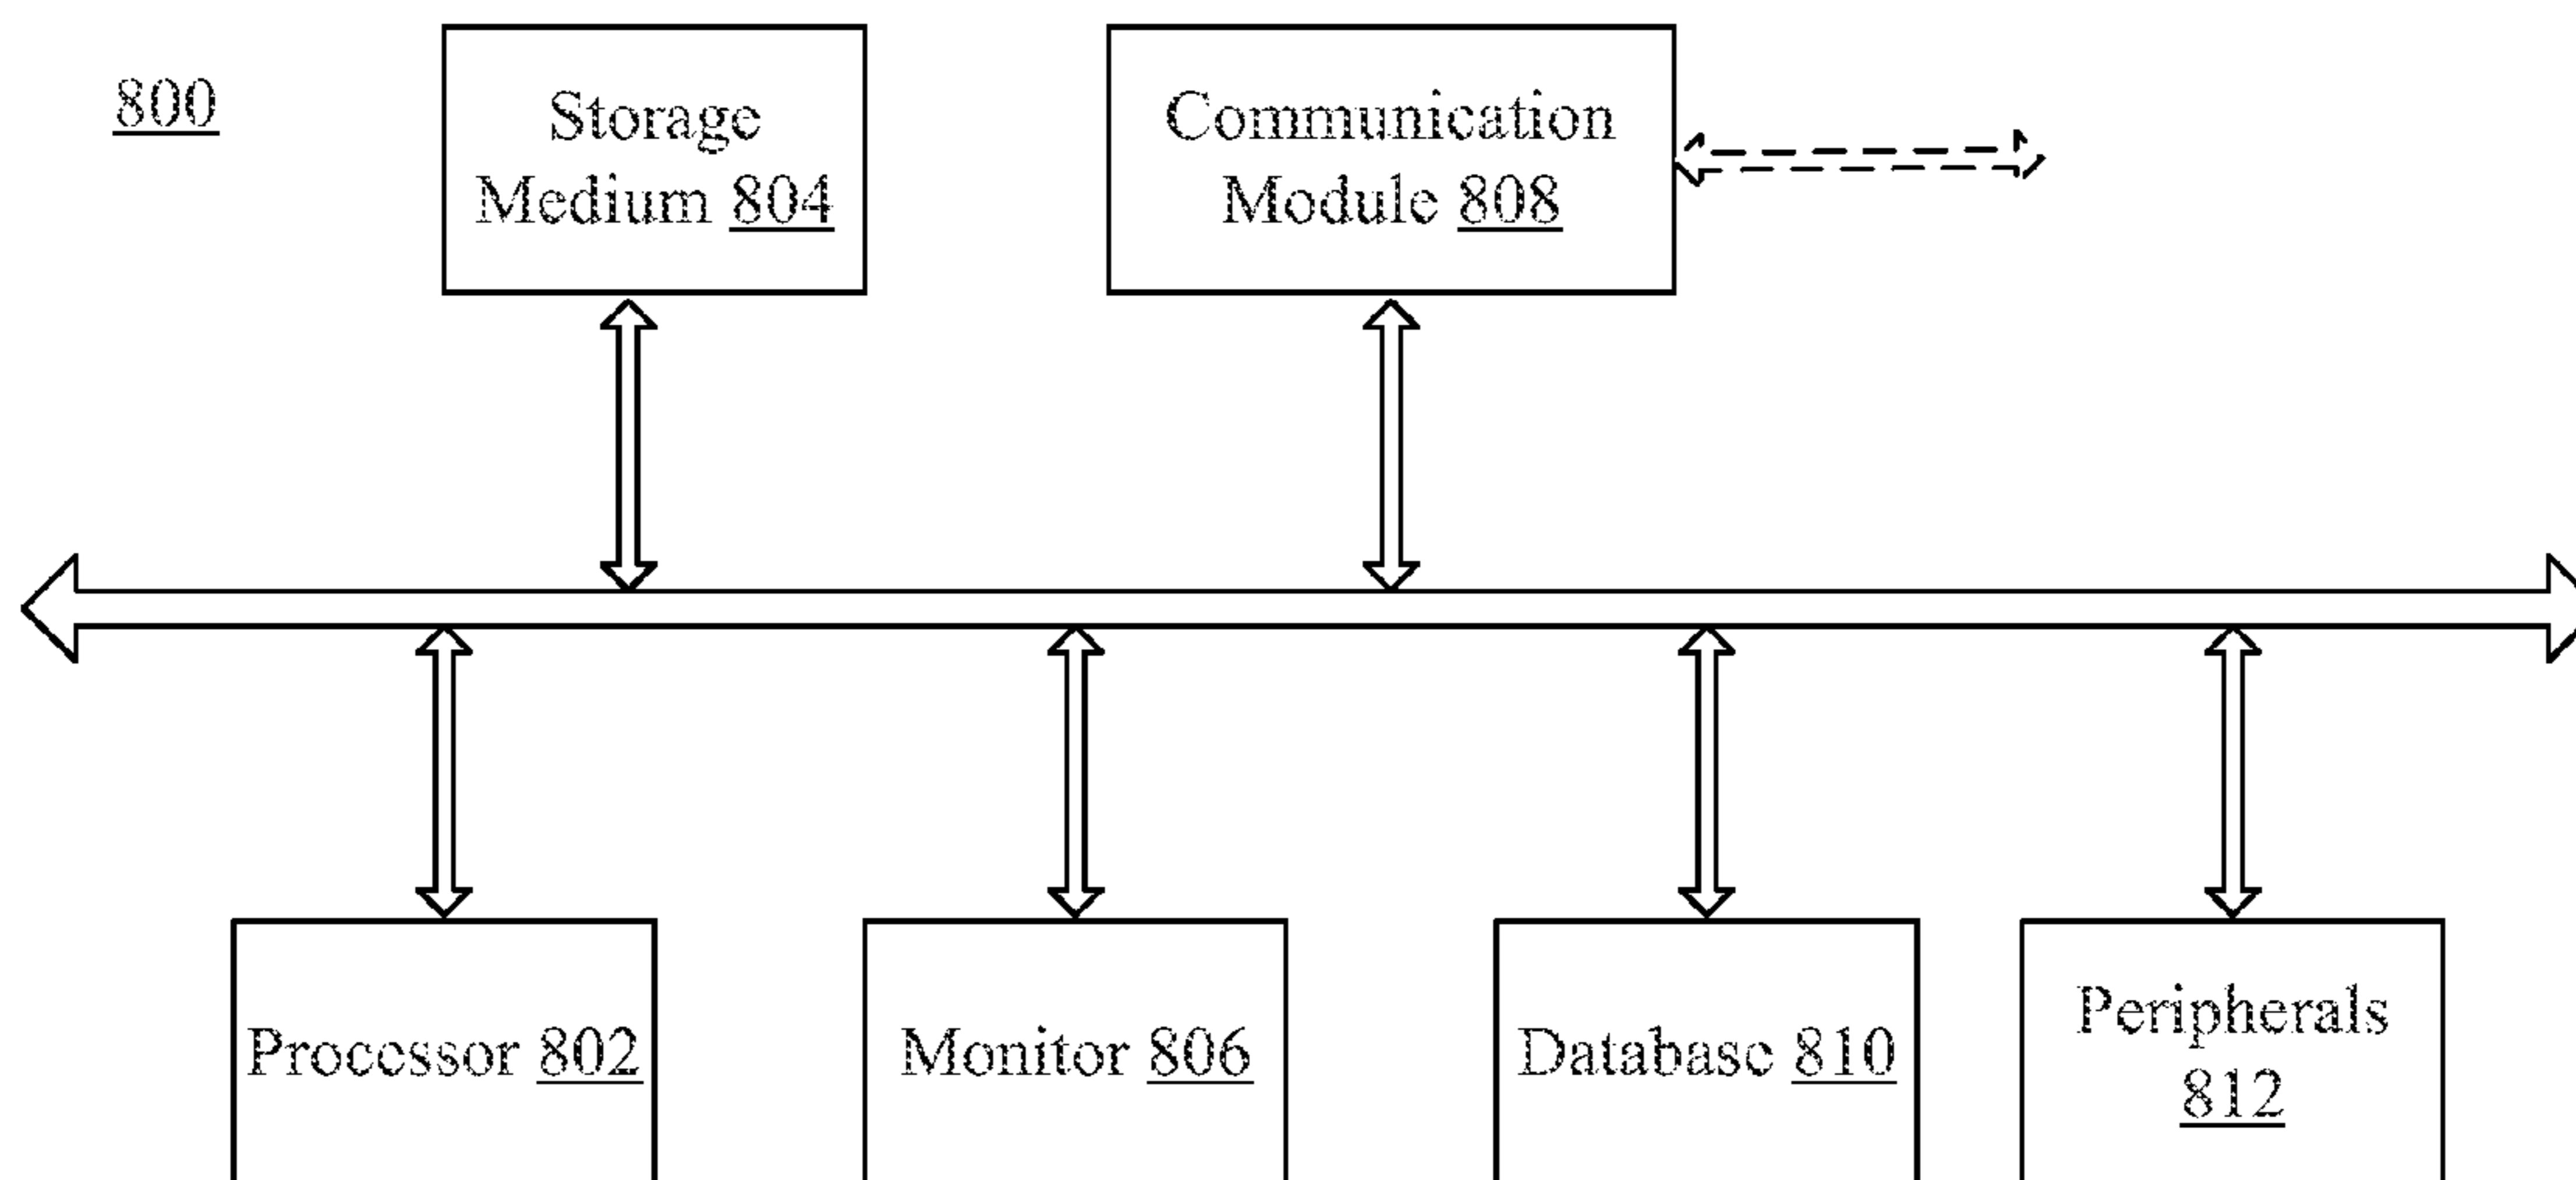 800
Storage
Medium 804
Communication
Module 808
Processor 802
Monitor 806
Database 810
Peripherals
812